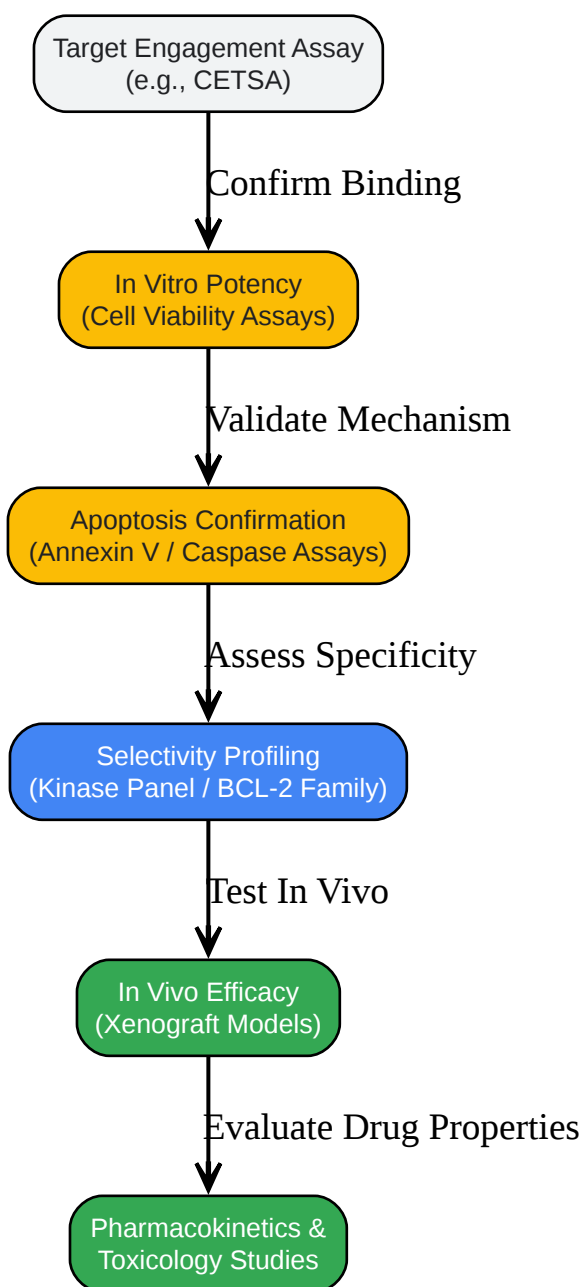 Target Engagement Assay
(e.g., CETSA)
Confirm Binding
In Vitro Potency
(Cell Viability Assays)
Validate Mechanism
Apoptosis Confirmation
(Annexin V / Caspase Assays)
Assess Specificity
Selectivity Profiling
(Kinase Panel / BCL-2 Family)
Test In Vivo
In Vivo Efficacy
(Xenograft Models)
Evaluate Drug Properties
Pharmacokinetics &
Toxicology Studies